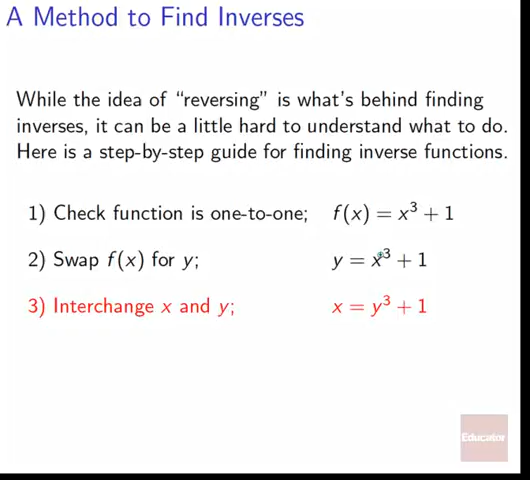 A Method to Find Inverses
While the idea of “reversing” is what’s behind finding
inverses, it can be a little hard to understand what to do.
Here is a step-by-step guide for finding inverse functions.
1) Check function is one-to-one; f(x) = x³ + 1
2) Swap f(x) for y; y = x³ + 1
3) Interchange x and y; x = y³ + 1
Educator